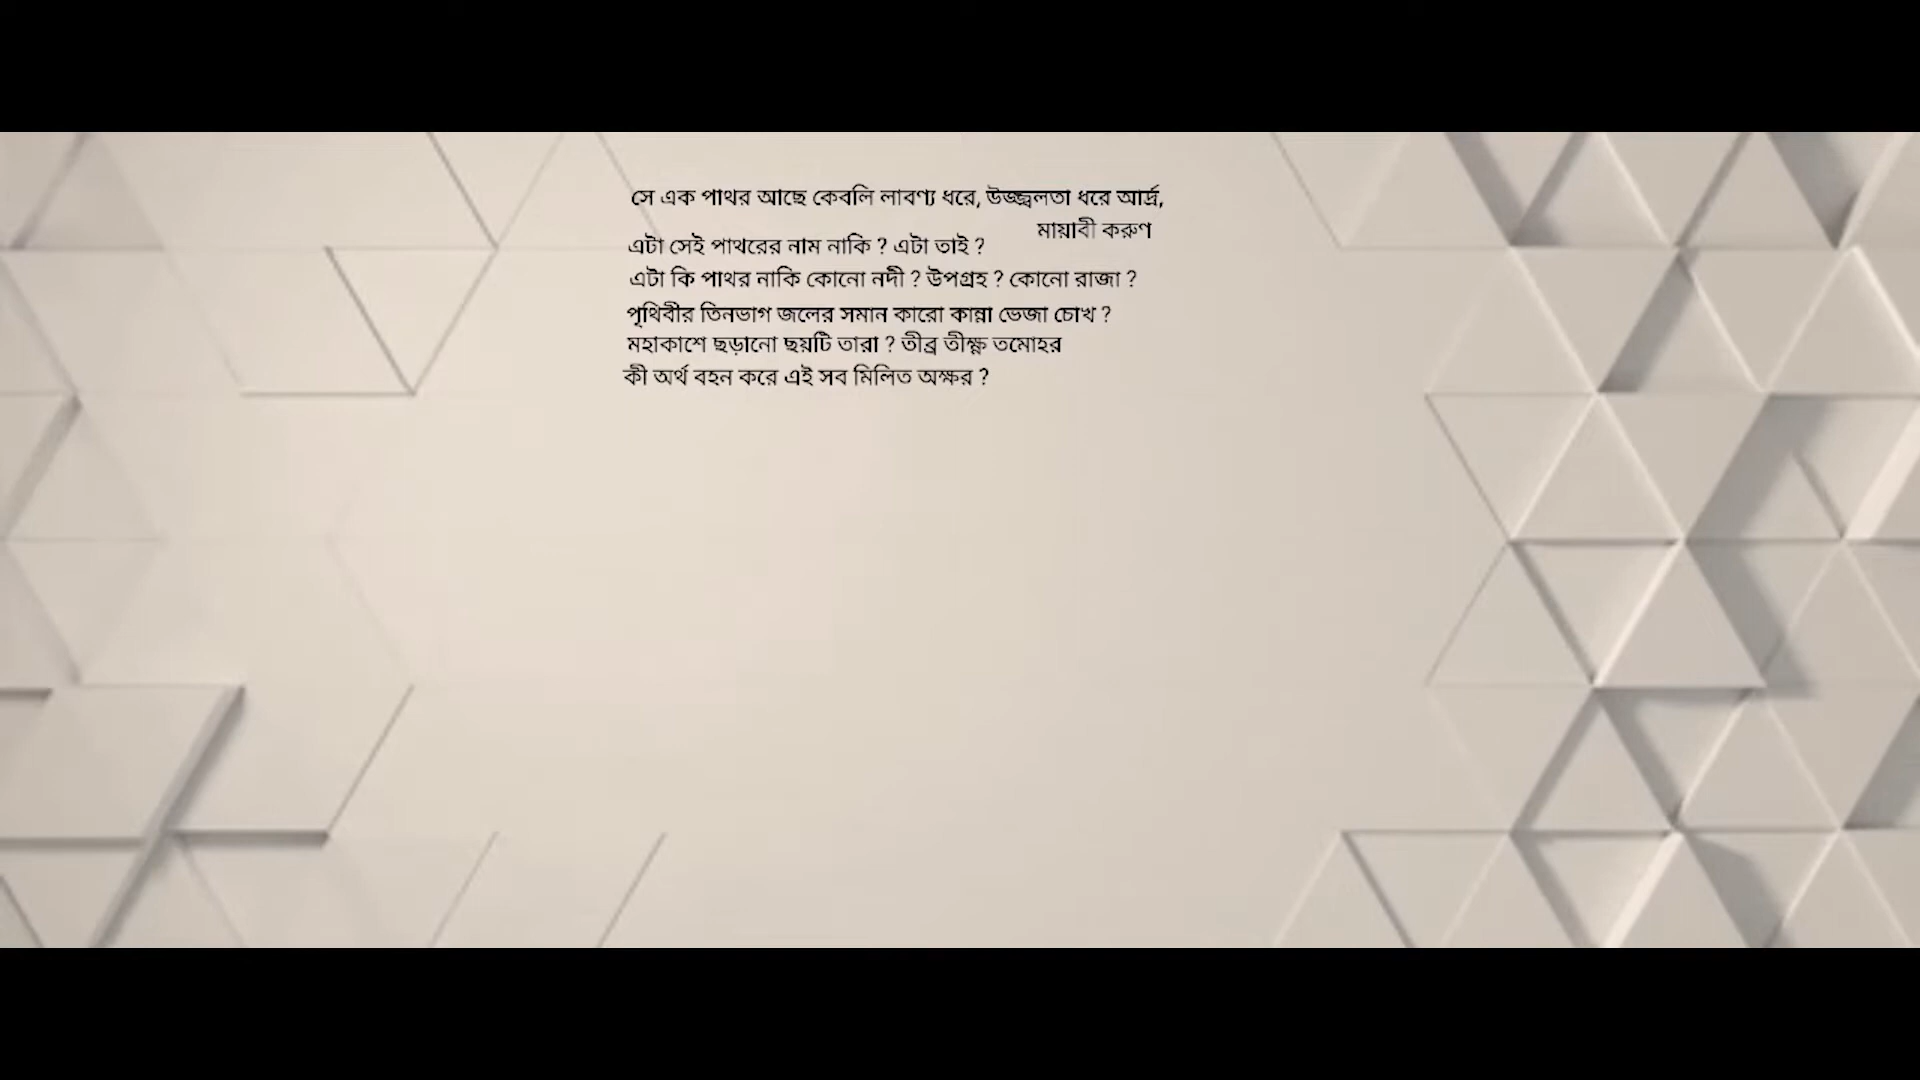 সে এক পাথর আছে কেবলি লাবণ্য ধরে, উজ্জ্বলতা ধরে আর্দ্র,
মায়াবী করুণ
এটা সেই পাথরের নাম নাকি ? এটা তাই ?
এটা কি পাথর নাকি কোনো নদী ? উপগ্রহ ? কোনো রাজা ?
পৃথিবীর তিনভাগ জলের সমান কারো কান্না ভেজা চোখ ?
মহাকাশে ছড়ানো ছয়টি তারা ? তীব্র তীক্ষ্ণ তমোহর
কী অর্থ বহন করে এই সব মিলিত অক্ষর ?